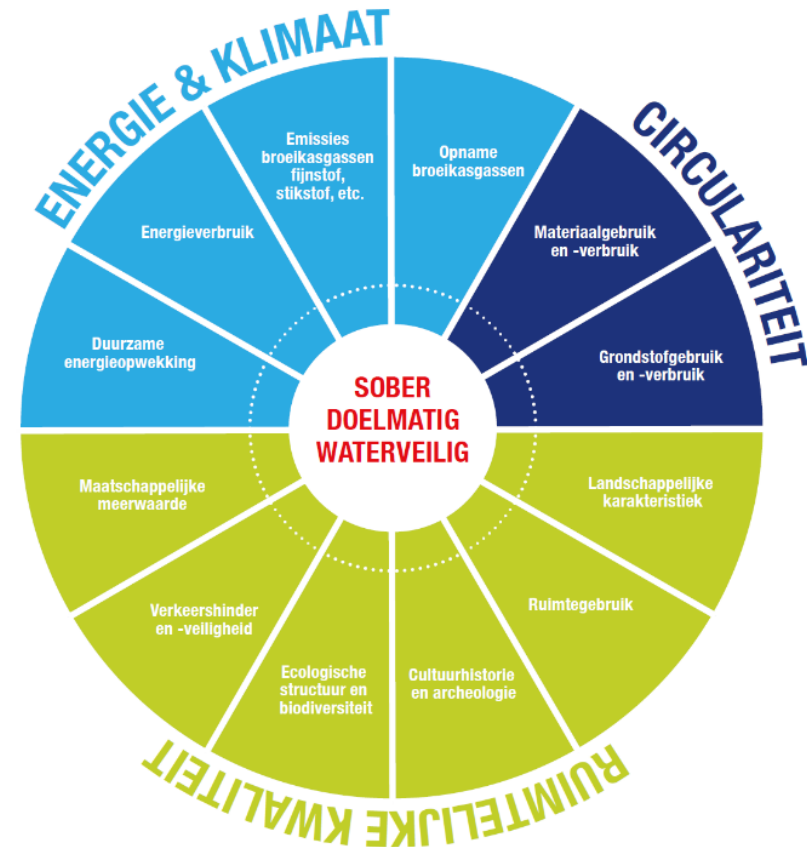 ENERGIE & KLIMAAT
Emissies
broeikasgassen
fijnstof,
stikstof, etc.
Opname
broeikasgassen
Energieverbruik
Duurzame
energieopwekking
CIRCULARITEIT
Materiaalgebruik
en -verbruik
Grondstofgebruik
en -verbruik
SOBER
DOELMATIG
WATERVEILIG
Landschappelijke
karakteristiek
Ruimtegebruik
Cultuurhistorie
en archeologie
Ecologische
structuur en
biodiversiteit
Verkeershinder
en -veiligheid
Maatschappelijke
meerwaarde
RUIMTELIJKE KWALITEIT